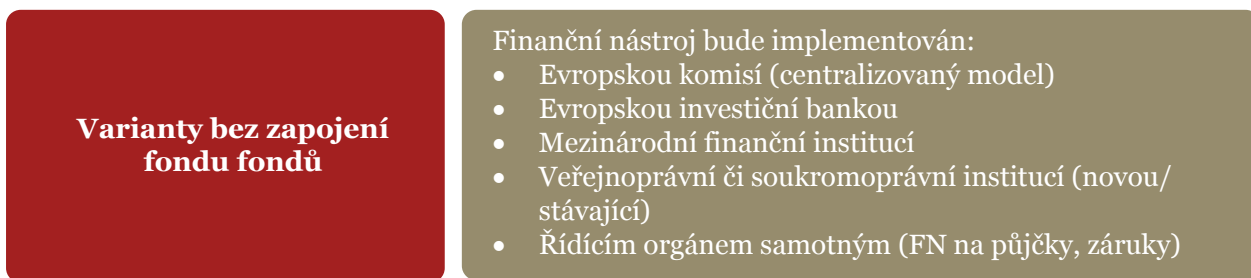 Varianty bez zapojení
fondu fondů
Finanční nástroj bude implementován:
• Evropskou komisí (centralizovaný model)
• Evropskou investiční bankou
• Mezinárodní finanční institucí
• Veřejnoprávní či soukromoprávní institucí (novou/
stávající)
• Řídícím orgánem samotným (FN na půjčky, záruky)